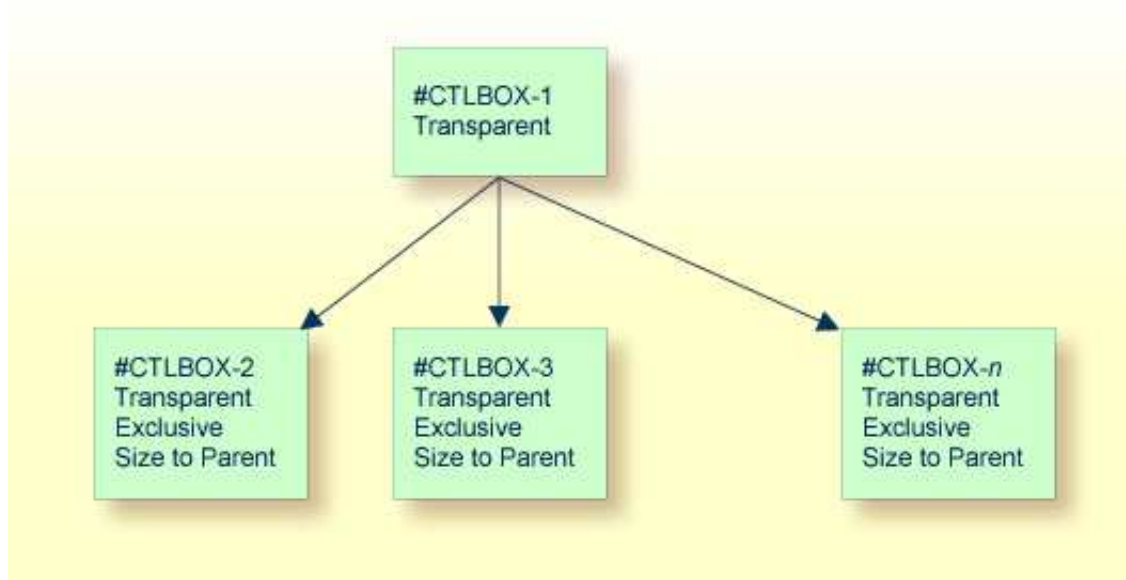 #CTLBOX-1
Transparent
#CTLBOX-2
Transparent
Exclusive
Size to Parent
#CTLBOX-3
Transparent
Exclusive
Size to Parent
#CTLBOX-n
Transparent
Exclusive
Size to Parent